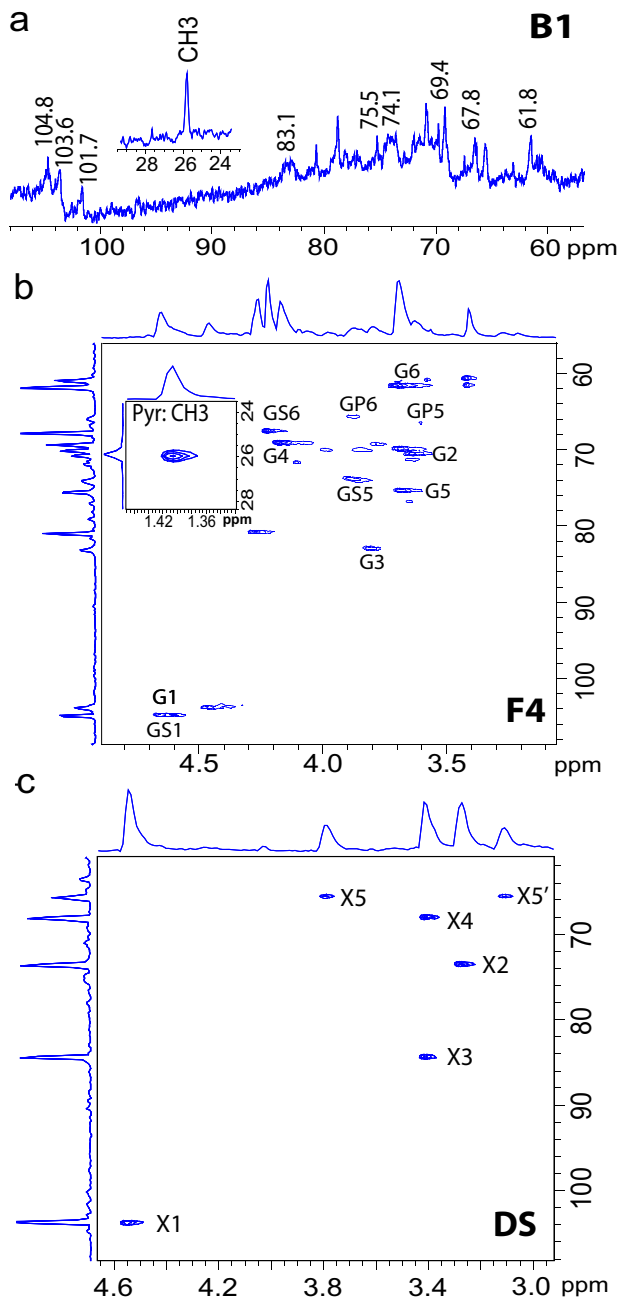 a
B1
CH3
104.8
103.6
101.7
83.1
75.5
74.1
69.4
67.8
61.8
28 26 24
100 90 80 70 60 ppm
b
G6
GS6
GP6
GP5
G4
G2
GS5
G5
G3
G1
GS1
Pyr: CH3
24
26
28
1.42 1.36
ppm
60
70
80
90
100
F4
4.5 4.0 3.5 ppm
c
X5
X5′
X4
X2
X3
X1
70
80
90
100
DS
4.6 4.2 3.8 3.4 3.0 ppm